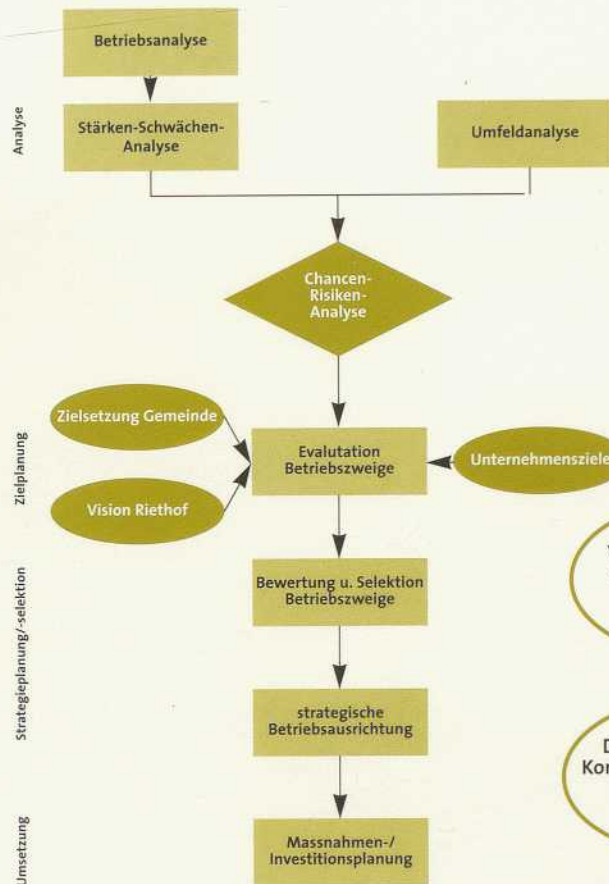 Analyse
Betriebsanalyse
Stärken-Schwächen-
Analyse
Umfeldanalyse
Chancen-
Risiken-
Analyse
Zielplanung
Zielsetzung Gemeinde
Vision Riethof
Evalutation
Betriebszweige
Unternehmensziele
Strategieplanung/-selektion
Bewertung u. Selektion
Betriebszweige
strategische
Betriebsausrichtung
Umsetzung
Massnahmen-/
Investitionsplanung